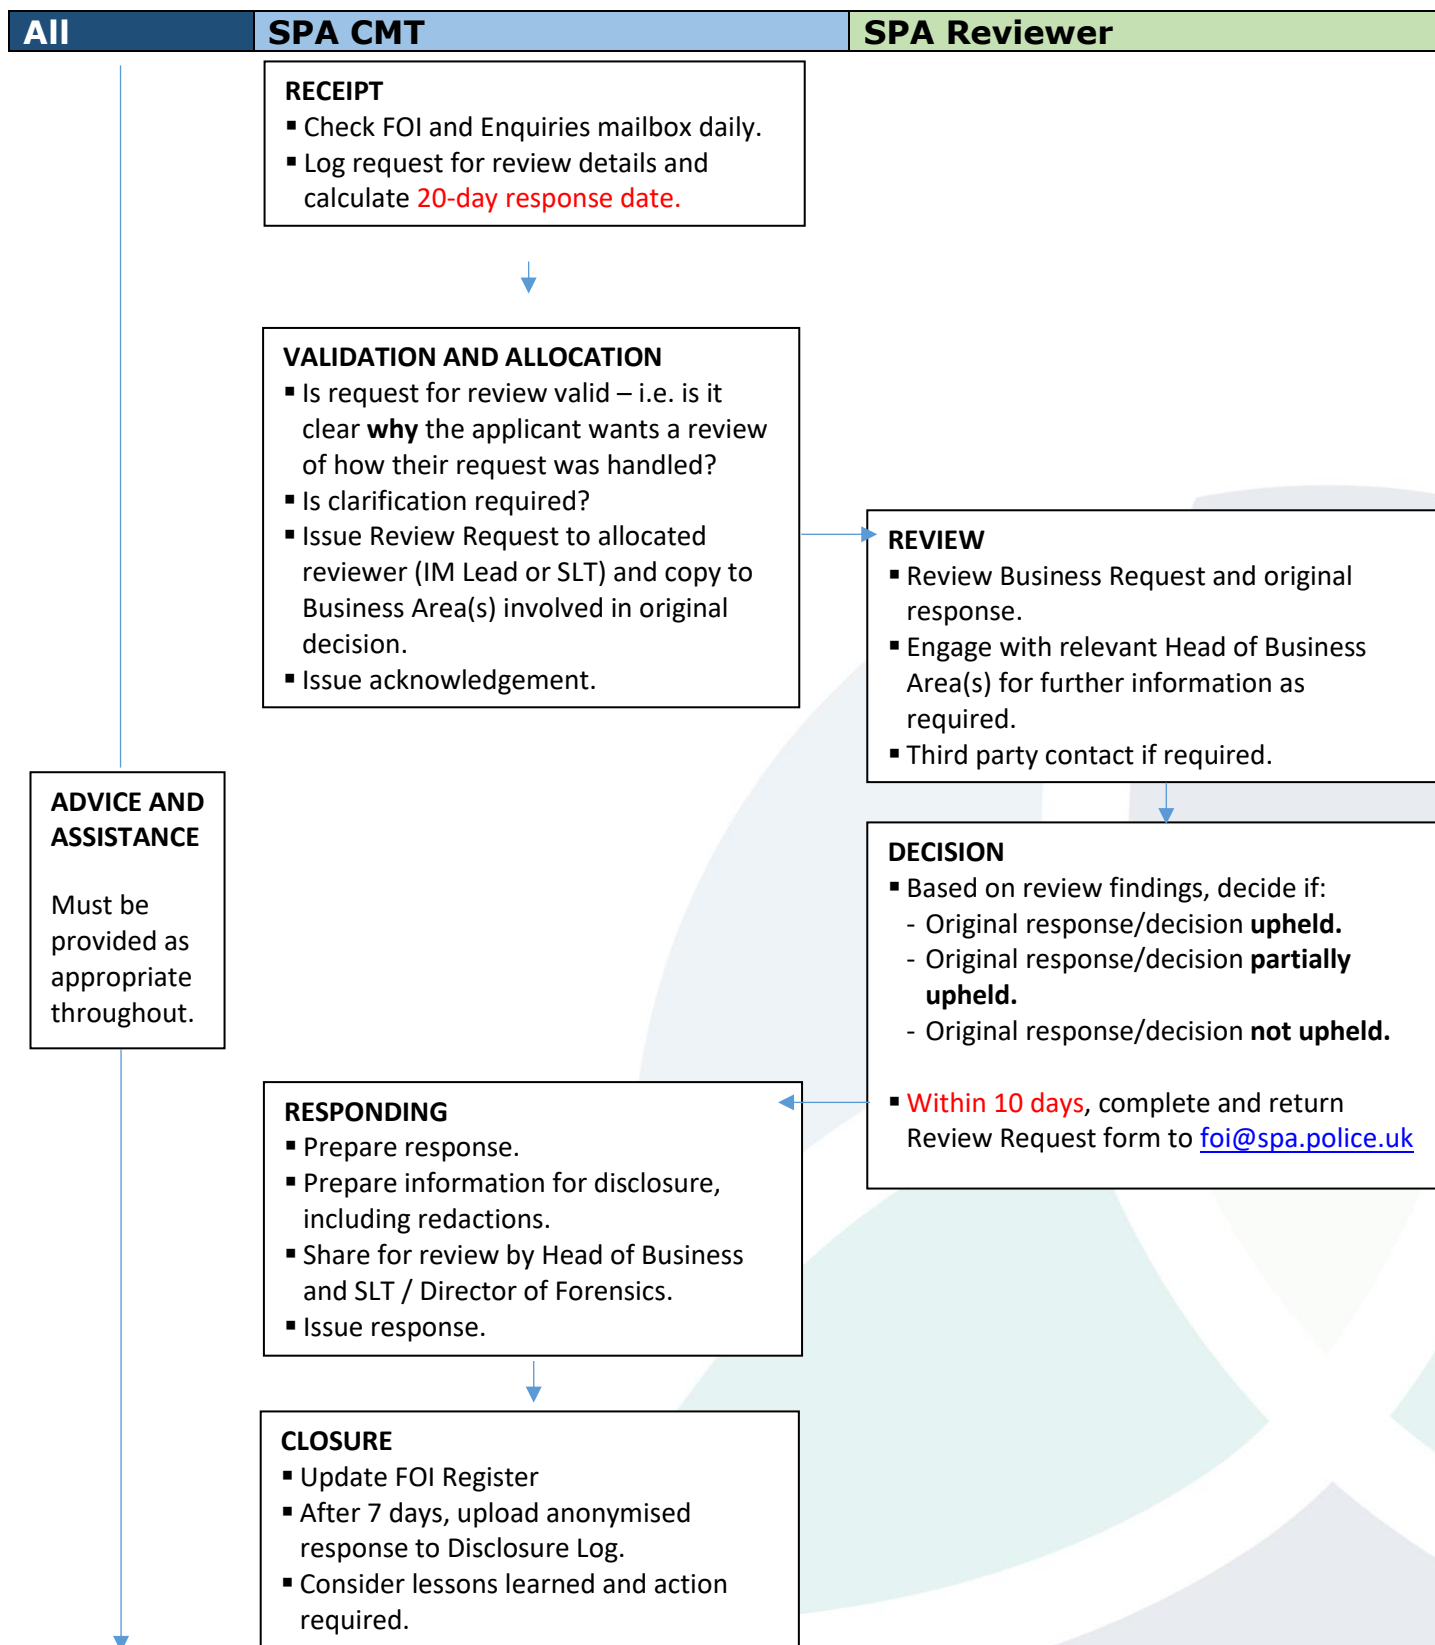 All
SPA CMT
SPA Reviewer
RECEIPT
▪ Check FOI and Enquiries mailbox daily.
▪ Log request for review details and
calculate 20-day response date.
VALIDATION AND ALLOCATION
▪ Is request for review valid – i.e. is it
clear why the applicant wants a review
of how their request was handled?
▪ Is clarification required?
▪ Issue Review Request to allocated
reviewer (IM Lead or SLT) and copy to
Business Area(s) involved in original
decision.
▪ Issue acknowledgement.
REVIEW
▪ Review Business Request and original
response.
▪ Engage with relevant Head of Business
Area(s) for further information as
required.
▪ Third party contact if required.
ADVICE AND
ASSISTANCE
Must be
provided as
appropriate
throughout.
DECISION
▪ Based on review findings, decide if:
- Original response/decision upheld.
- Original response/decision partially
upheld.
- Original response/decision not upheld.
▪ Within 10 days, complete and return
Review Request form to foi@spa.police.uk
RESPONDING
▪ Prepare response.
▪ Prepare information for disclosure,
including redactions.
▪ Share for review by Head of Business
and SLT / Director of Forensics.
▪ Issue response.
CLOSURE
▪ Update FOI Register
▪ After 7 days, upload anonymised
response to Disclosure Log.
▪ Consider lessons learned and action
required.